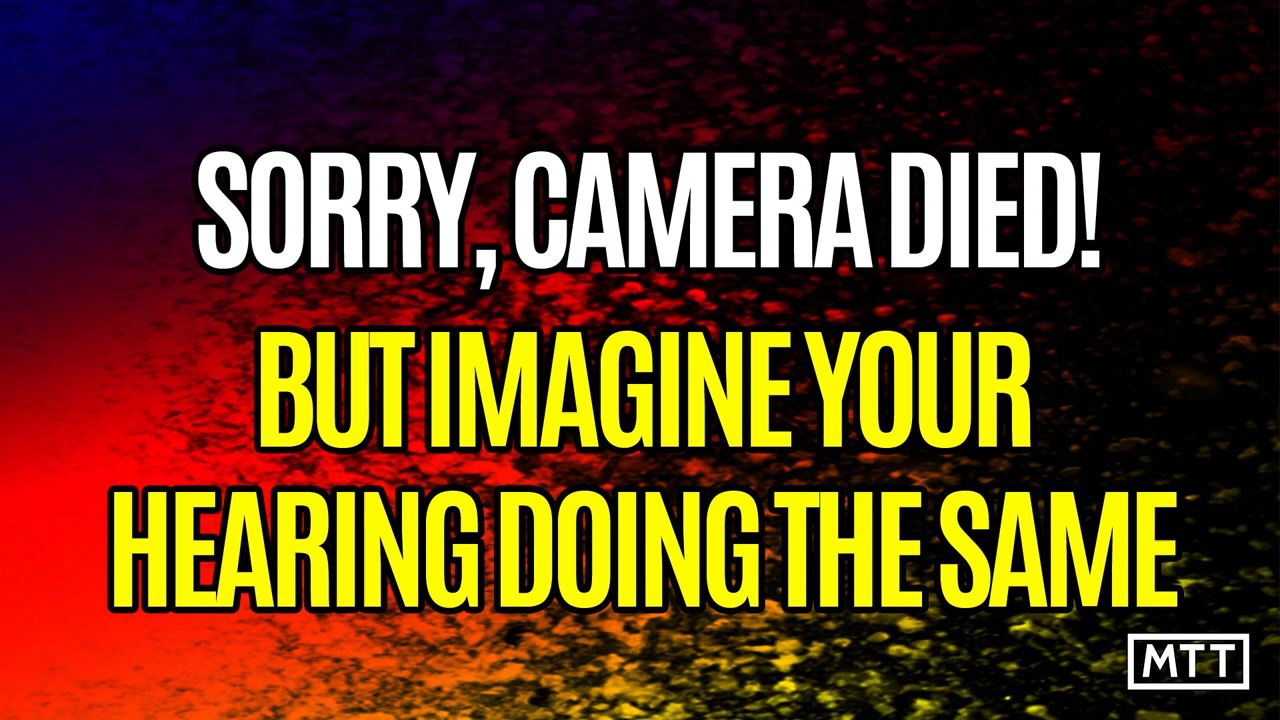 SORRY, CAMERA DIED!
BUT IMAGINE YOUR
HEARING DOING THE SAME
MTT